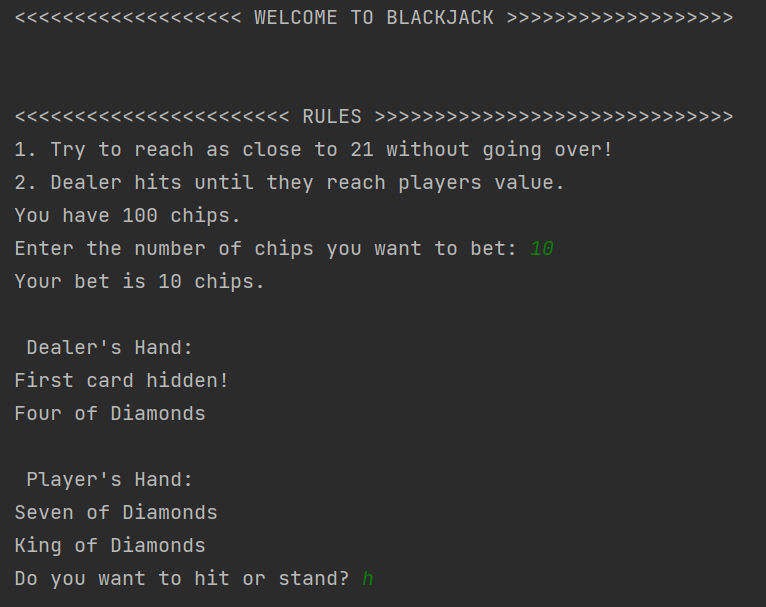 <<<<<<<<<<<<<<<<<<< WELCOME TO BLACKJACK >>>>>>>>>>>>>>>>>>>
<<<<<<<<<<<<<<<<<<<<<<< RULES >>>>>>>>>>>>>>>>>>>>>>>>>>>>>>
1. Try to reach as close to 21 without going over!
2. Dealer hits until they reach players value.
You have 100 chips.
Enter the number of chips you want to bet: 10
Your bet is 10 chips.
Dealer's Hand:
First card hidden!
Four of Diamonds
Player's Hand:
Seven of Diamonds
King of Diamonds
Do you want to hit or stand? h